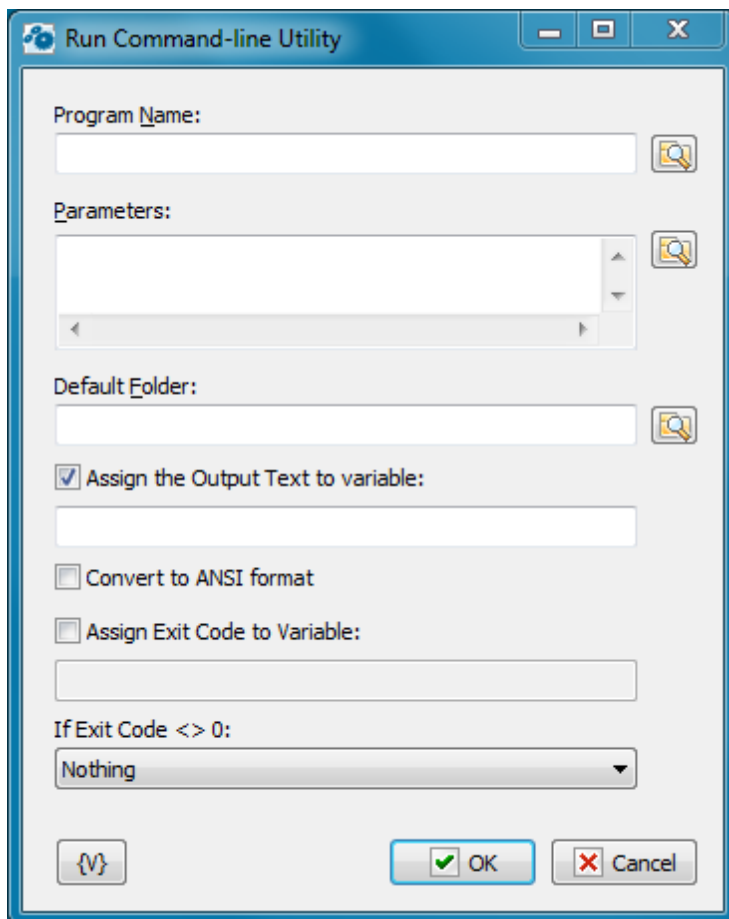 Run Command-line Utility
Program Name:
Parameters:
Default Folder:
Assign the Output Text to variable:
Convert to ANSI format
Assign Exit Code to Variable:
If Exit Code <> 0:
Nothing
{V} OK Cancel